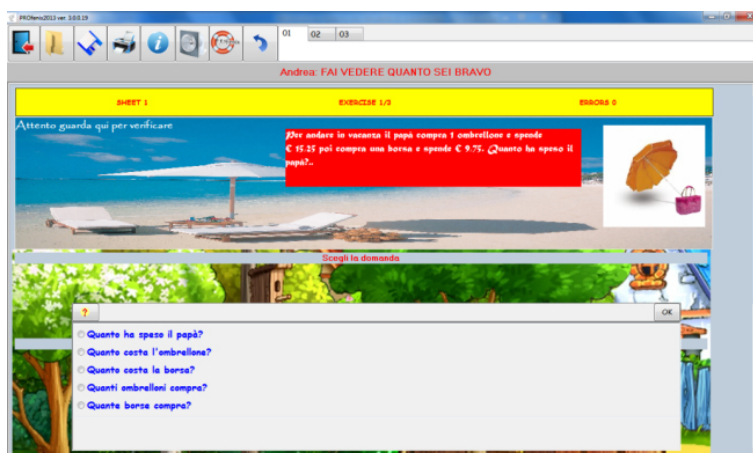 PROfenis2013 ver. 3.0.0.19
01 02 03
Andrea: FAI VEDERE QUANTO SEI BRAVO
SHEET 1 EXERCISE 1/3 ERRORS 0
Attento guarda qui per verificare
Per andare in vacanza il papà compra 1 ombrellone e spende
€ 15.25 poi compra una borsa e spende € 9.75. Quanto ha speso il
papà?..
Scegli la domanda
? OK
Quanto ha speso il papà?
Quanto costa l'ombrellone?
Quanto costa la borsa?
Quanti ombrelloni compra?
Quante borse compra?